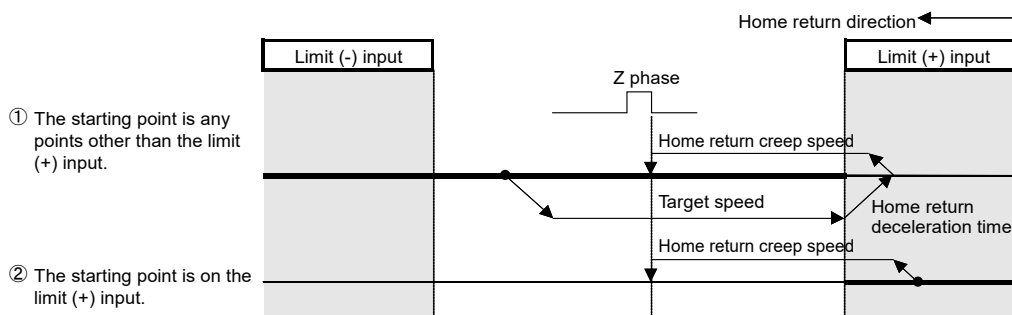 Home return direction
Limit (-) input
Limit (+) input
Z phase
① The starting point is any
points other than the limit
(+) input.
Home return creep speed
Target speed
Home return
deceleration time
Home return creep speed
② The starting point is on the
limit (+) input.